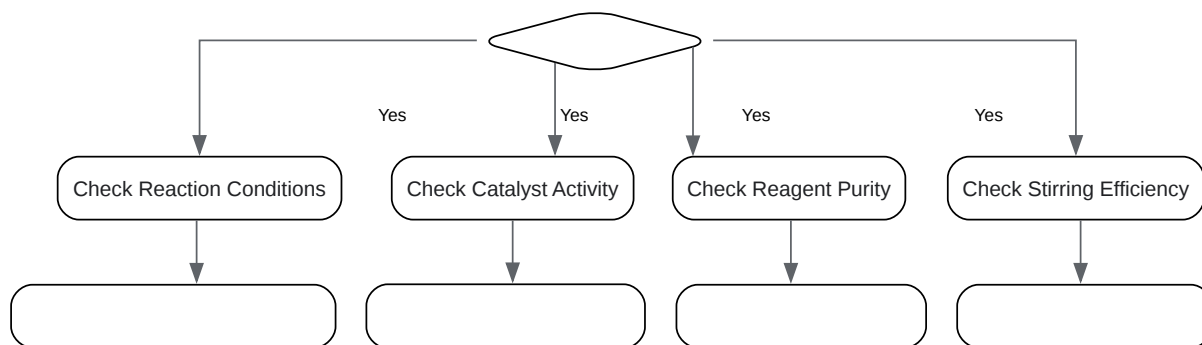 Yes
Yes
Yes
Yes
Check Reaction Conditions
Check Catalyst Activity
Check Reagent Purity
Check Stirring Efficiency